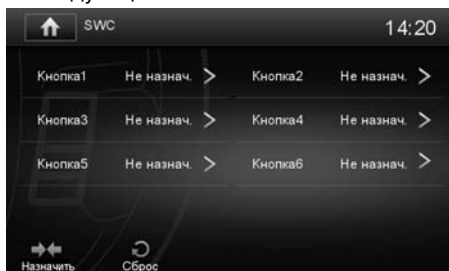 SWC 14:20
Кнопка1 Не назнач. Кнопка2 Не назнач.
Кнопка3 Не назнач. Кнопка4 Не назнач.
Кнопка5 Не назнач. Кнопка6 Не назнач.
Назначить Сброс